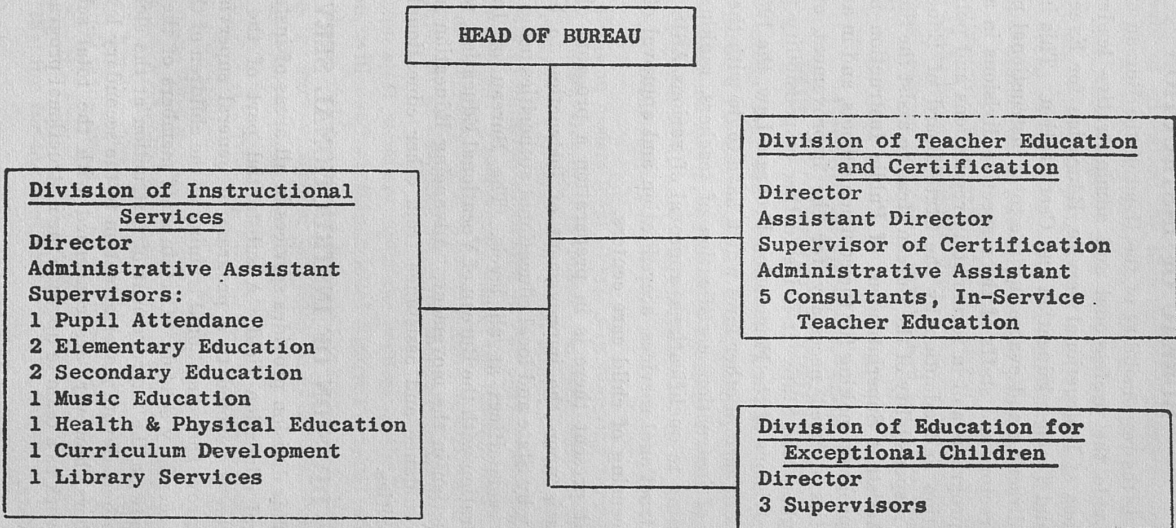 HEAD OF BUREAU
Division of Instructional
Services
Director
Administrative Assistant
Supervisors:
1 Pupil Attendance
2 Elementary Education
2 Secondary Education
1 Music Education
1 Health & Physical Education
1 Curriculum Development
1 Library Services
Division of Teacher Education
and Certification
Director
Assistant Director
Supervisor of Certification
Administrative Assistant
5 Consultants, In-Service
Teacher Education
Division of Education for
Exceptional Children
Director
3 Supervisors